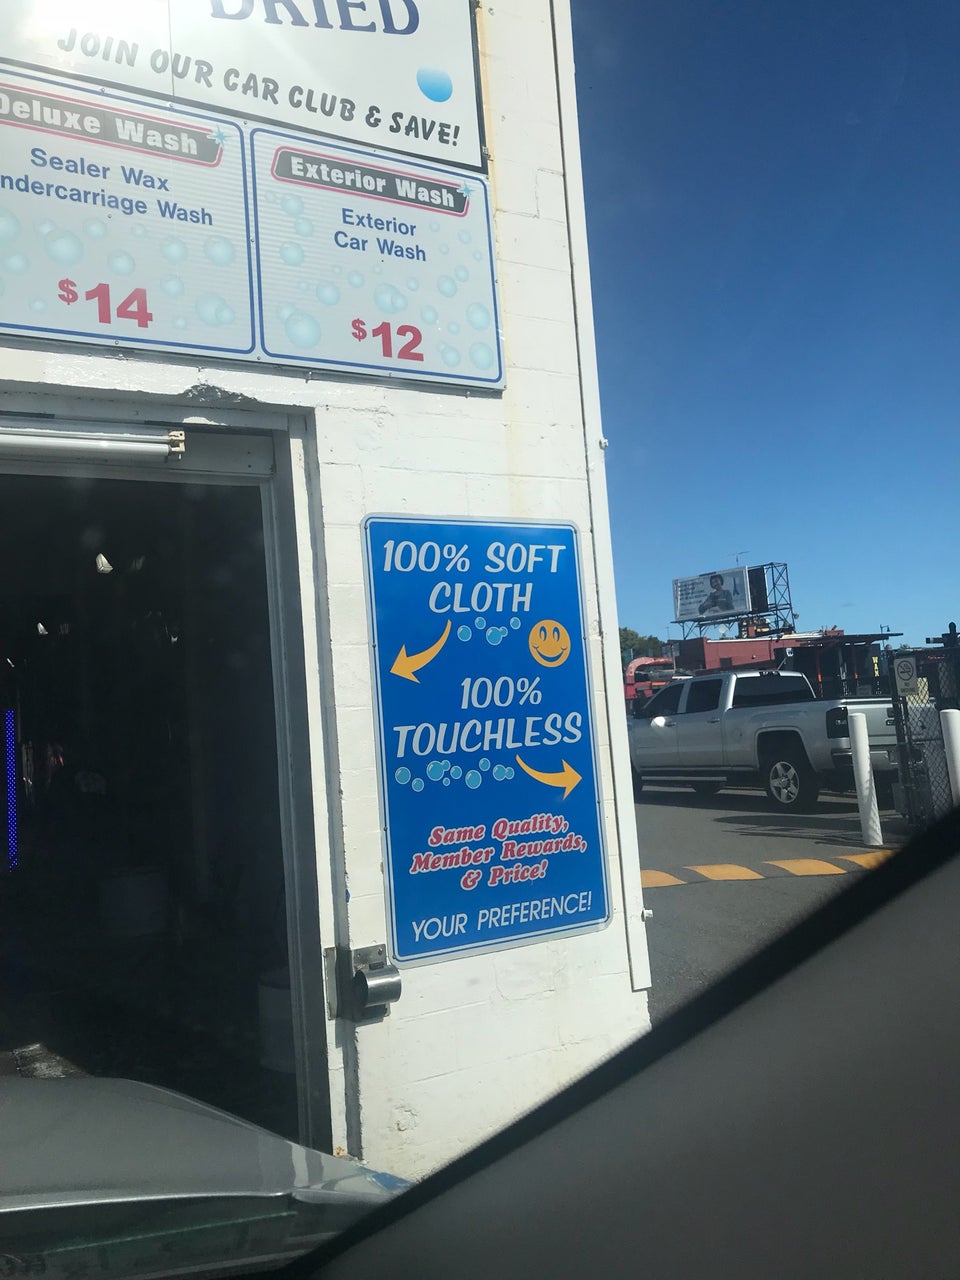 DRIED
JOIN OUR CAR CLUB & SAVE!
Deluxe Wash
Sealer Wax
ndercarriage Wash
$14
Exterior Wash
Exterior
Car Wash
$12
100% SOFT
CLOTH
100%
TOUCHLESS
Same Quality,
Member Rewards,
& Price!
YOUR PREFERENCE!